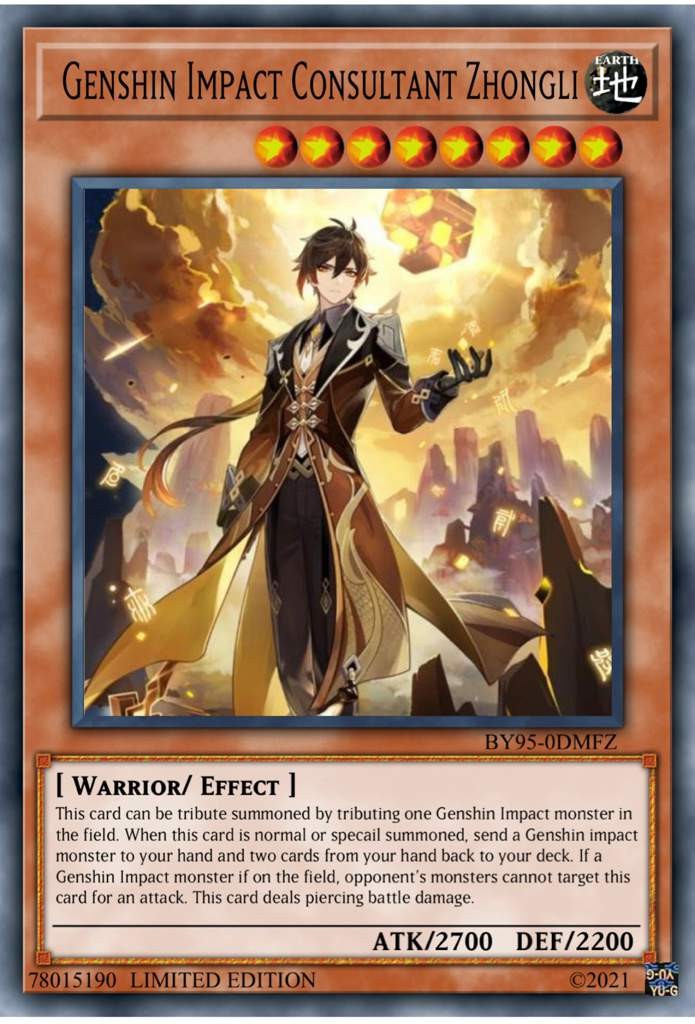 GENSHIN IMPACT CONSULTANT ZHONGLI
EARTH
地
BY95-0DMFZ
[ WARRIOR/ EFFECT ]
This card can be tribute summoned by tributing one Genshin Impact monster in
the field. When this card is normal or specail summoned, send a Genshin impact
monster to your hand and two cards from your hand back to your deck. If a
Genshin Impact monster if on the field, opponent's monsters cannot target this
card for an attack. This card deals piercing battle damage.
ATK/2700 DEF/2200
78015190 LIMITED EDITION ©2021